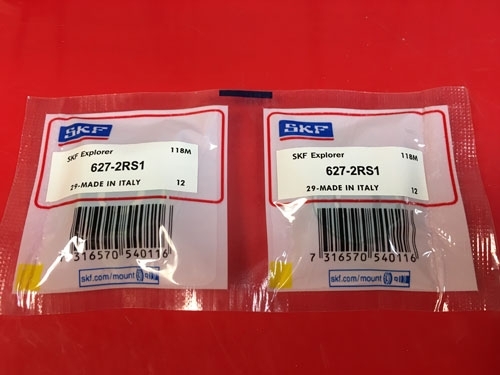 SKF
SKF Explorer 118M
627-2RS1
29-MADE IN ITALY 12
7 316570 540116
skf.com/mount
SKF
SKF Explorer 118M
627-2RS1
29-MADE IN ITALY 12
7 316570 540116
skf.com/mount